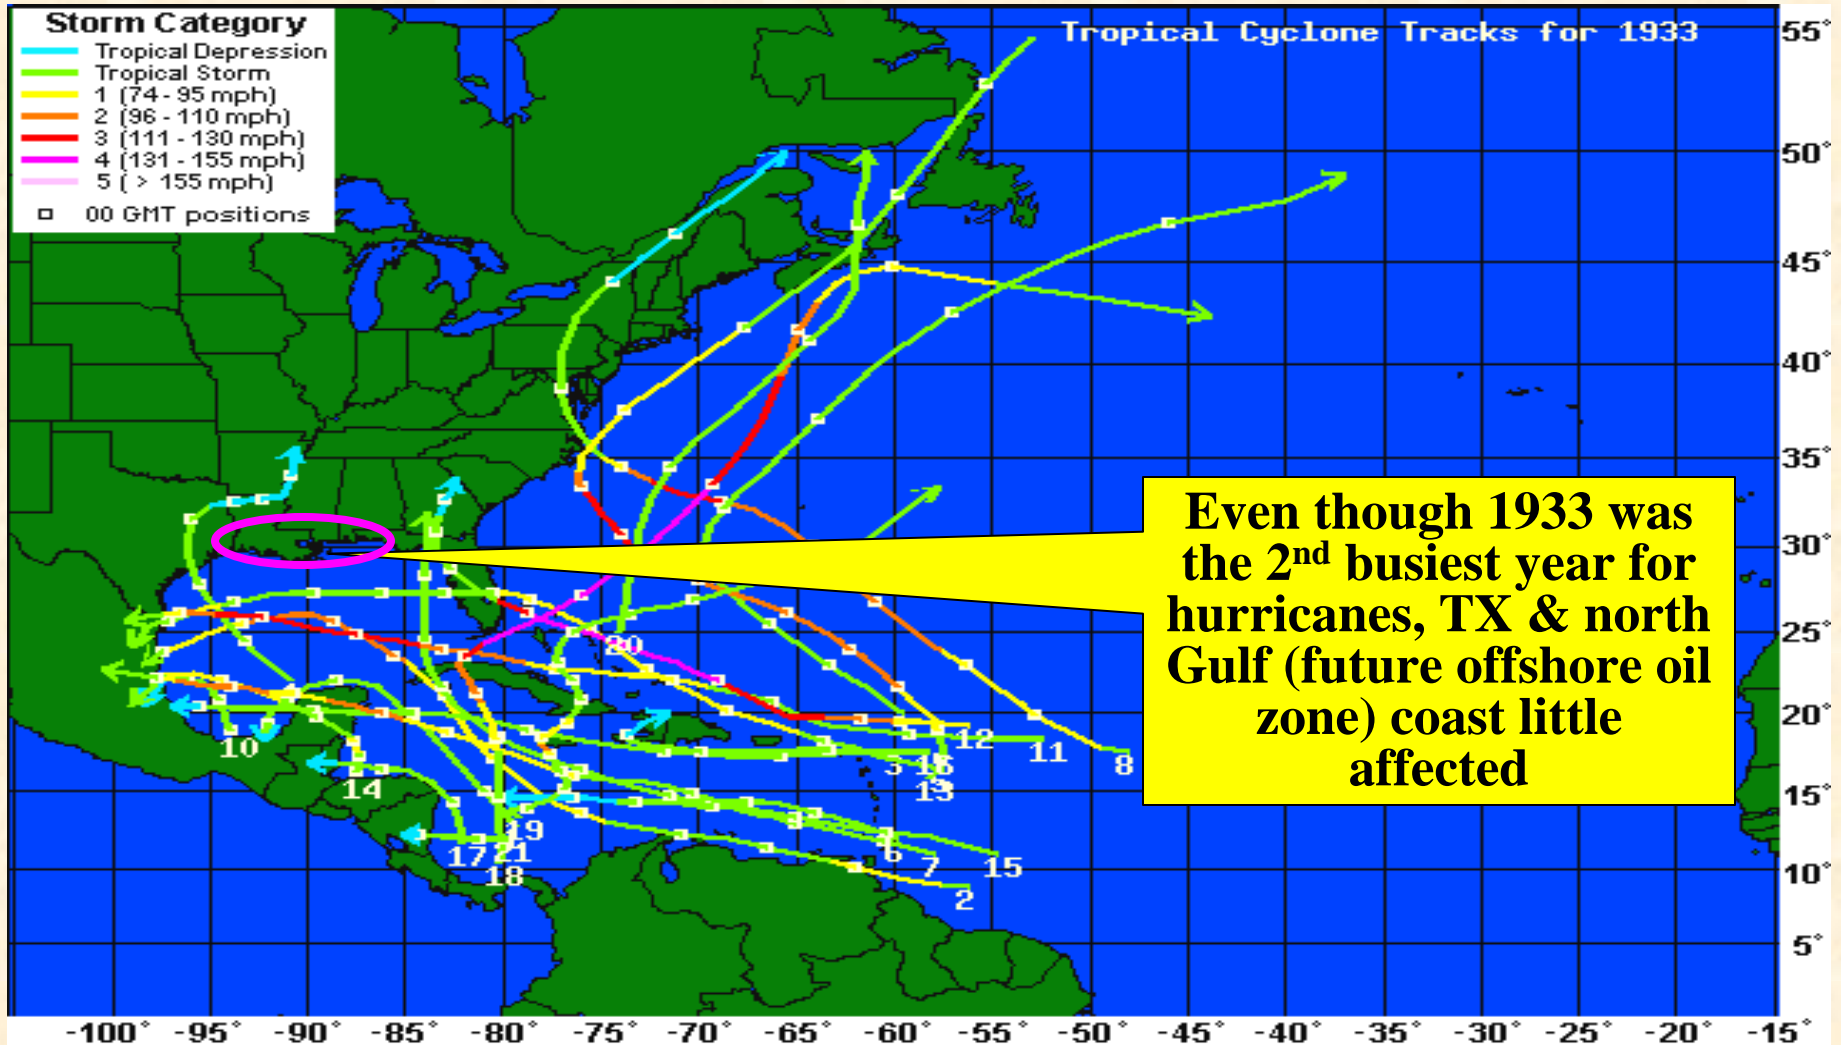 Storm Category
Tropical Depression
Tropical Storm
1 (74-95 mph)
2 (96-110 mph)
3 (111-130 mph)
4 (131-155 mph)
5 ( > 155 mph)
00 GMT positions
Tropical Cyclone Tracks for 1933
55°
50°
45°
40°
35°
30°
25°
20°
15°
10°
5°
Even though 1933 was
the 2nd busiest year for
hurricanes, TX & north
Gulf (future offshore oil
zone) coast little
affected
20
10
12
11
8
14
13
19
17
21
18
6
7
15
2
-100° -95° -90° -85° -80° -75° -70° -65° -60° -55° -50° -45° -40° -35° -30° -25° -20° -15°